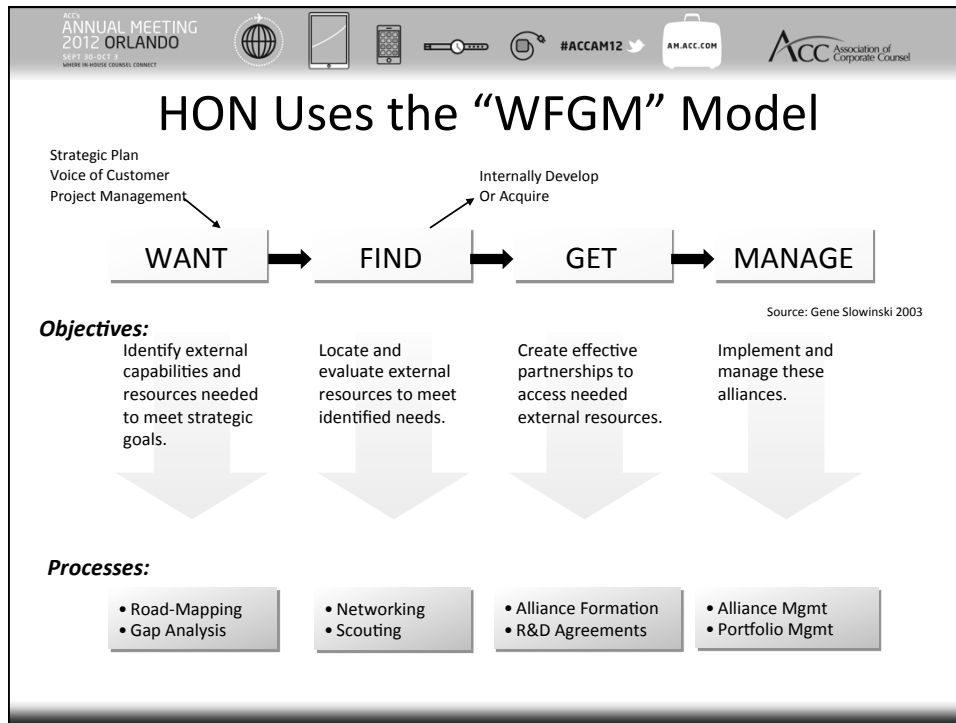 ACC's
ANNUAL MEETING
2012 ORLANDO
SEPT 30-OCT 3
WHERE IN-HOUSE COUNSEL CONNECT
#ACCAM12
AM.ACC.COM
ACC Association of
Corporate Counsel
HON Uses the “WFGM” Model
Strategic Plan
Voice of Customer
Project Management
Internally Develop
Or Acquire
WANT
FIND
GET
MANAGE
Source: Gene Slowinski 2003
Objectives:
Identify external
capabilities and
resources needed
to meet strategic
goals.
Locate and
evaluate external
resources to meet
identified needs.
Create effective
partnerships to
access needed
external resources.
Implement and
manage these
alliances.
Processes:
• Road-Mapping
• Gap Analysis
• Networking
• Scouting
• Alliance Formation
• R&D Agreements
• Alliance Mgmt
• Portfolio Mgmt